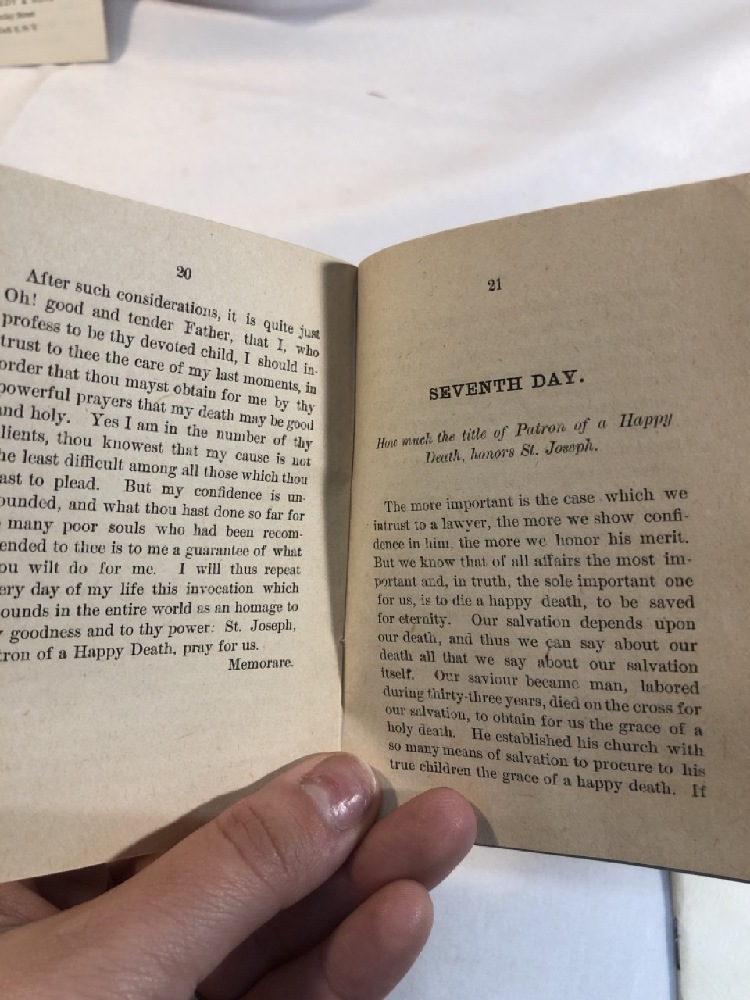 20
After such considerations, it is quite just
Oh! good and tender Father, that I, who
profess to be thy devoted child, I should in-
trust to thee the care of my last moments, in
order that thou mayst obtain for me by thy
powerful prayers that my death may be good
and holy. Yes I am in the number of thy
lients, thou knowest that my cause is not
he least difficult among all those which thou
ast to plead. But my confidence is un-
ounded, and what thou hast done so far for
many poor souls who had been recom-
ended to thee is to me a guarantee of what
ou wilt do for me. I will thus repeat
ery day of my life this invocation which
ounds in the entire world as an homage to
y goodness and to thy power: St. Joseph,
ron of a Happy Death, pray for us.
Memorare.
21
SEVENTH DAY.
How much the title of Patron of a Happy
Death, honors St. Joseph.
The more important is the case which we
intrust to a lawyer, the more we show confi-
dence in him, the more we honor his merit.
But we know that of all affairs the most im-
portant and, in truth, the sole important one
for us, is to die a happy death, to be saved
for eternity. Our salvation depends upon
our death, and thus we can say about our
death all that we say about our salvation
itself. Our saviour became man, labored
during thirty-three years, died on the cross for
our salvation, to obtain for us the grace of a
holy death. He established his church with
so many means of salvation to procure to his
true children the grace of a happy death. If